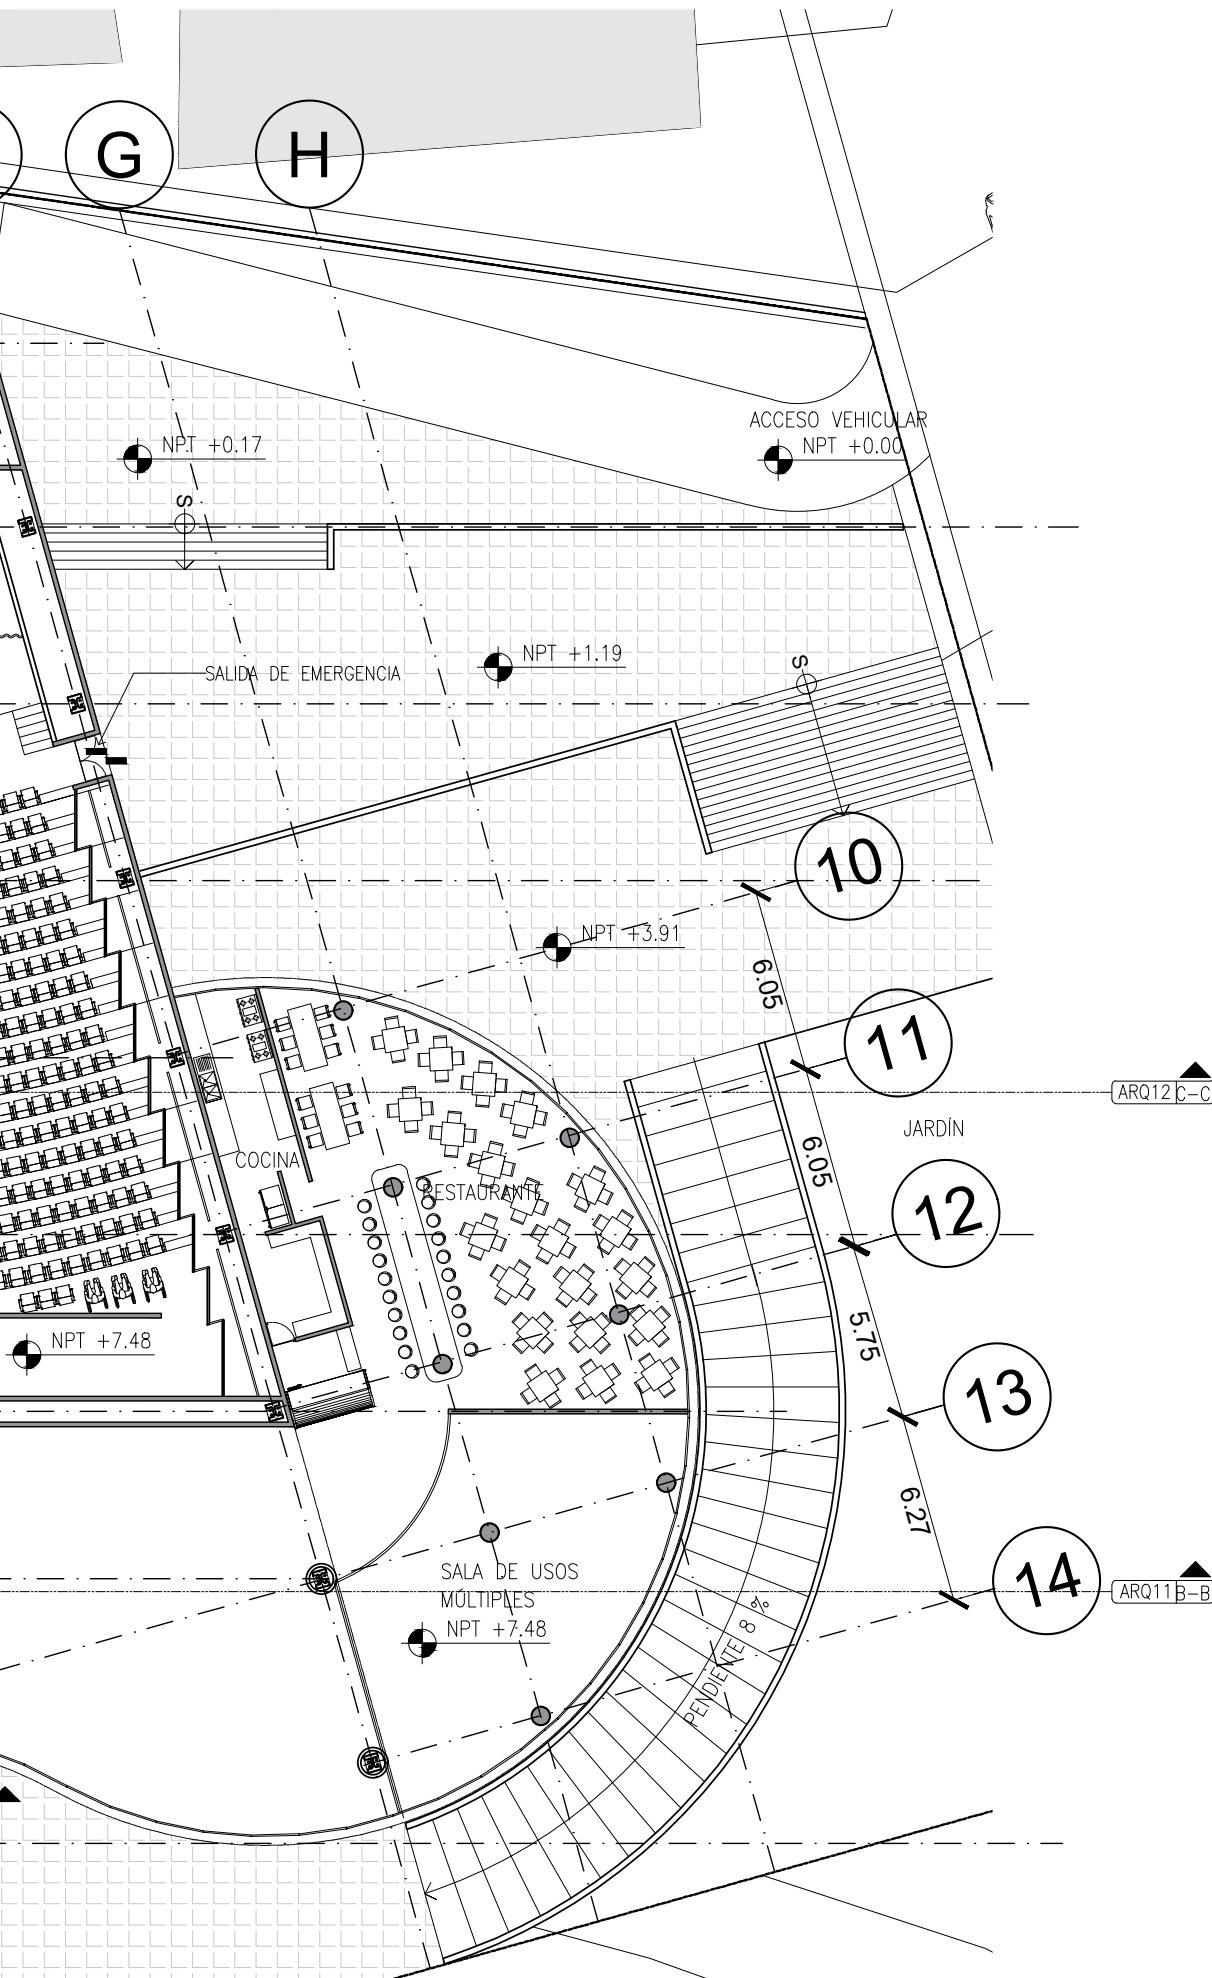 G
H
ACCESO VEHICULAR
NPT +0.00
NPT +0.17
S
NPT +1.19
S
SALIDA DE EMERGENCIA
10
NPT +3.91
6.05
11
ARQ12 C-C
JARDÍN
6.05
COCINA
RESTAURANTE
12
5.75
NPT +7.48
13
6.27
SALA DE USOS
MÚLTIPLES
NPT +7.48
14
ARQ11 B-B
PENDIENTE 8 %